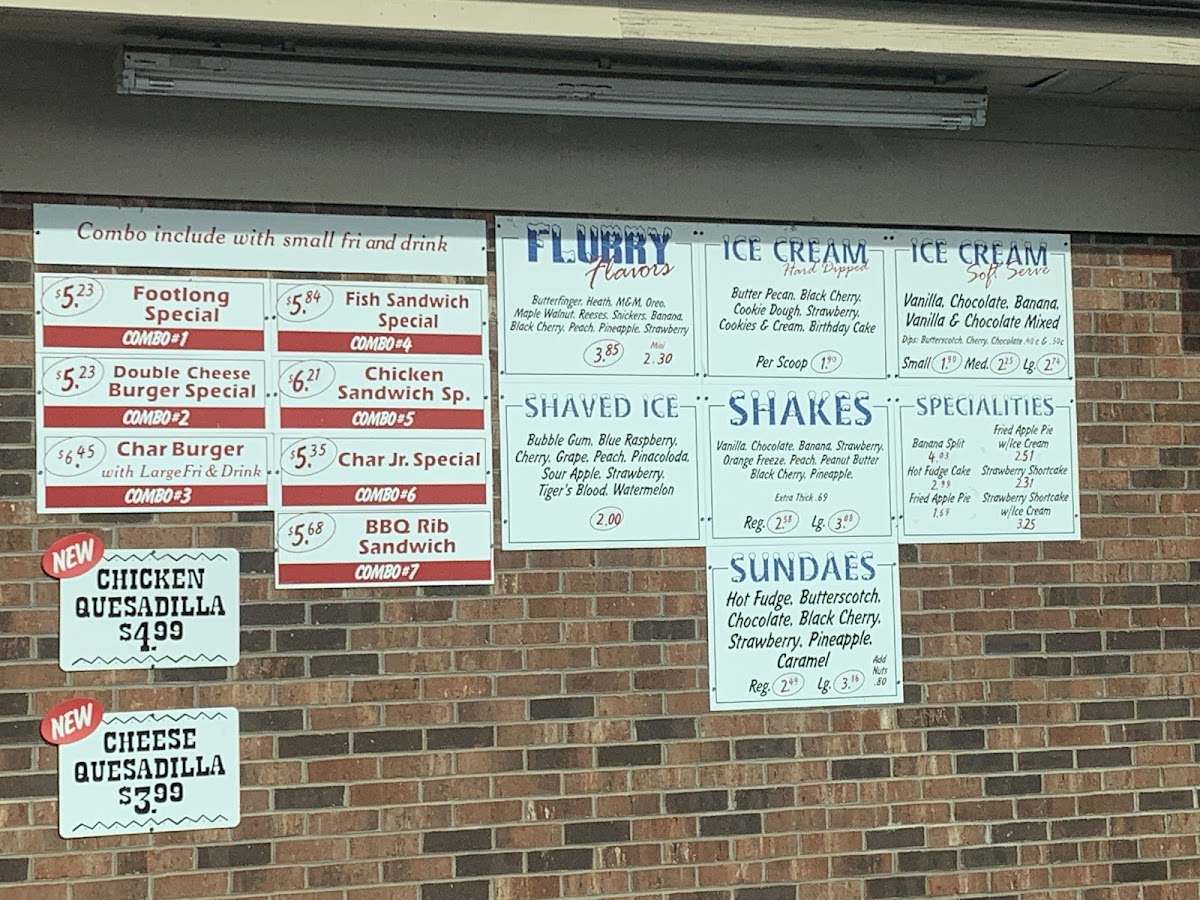 Combo include with small fri and drink
$5.23 Footlong
Special
COMBO#1
$5.23 Double Cheese
Burger Special
COMBO#2
$6.45 Char Burger
with Large Fri & Drink
COMBO#3
$5.84 Fish Sandwich
Special
COMBO#4
$6.21 Chicken
Sandwich Sp.
COMBO#5
$5.35 Char Jr. Special
COMBO#6
$5.68 BBQ Rib
Sandwich
COMBO#7
NEW
CHICKEN
QUESADILLA
$4.99
NEW
CHEESE
QUESADILLA
$3.99
FLURRY
Flavors
Butterfinger. Heath. M&M. Oreo.
Maple Walnut. Reeses. Snickers. Banana.
Black Cherry. Peach. Pineapple. Strawberry
3.85
Mini
2.30
ICE CREAM
Hard Dipped
Butter Pecan. Black Cherry.
Cookie Dough. Strawberry.
Cookies & Cream. Birthday Cake
Per Scoop 1.90
ICE CREAM
Soft Serve
Vanilla, Chocolate, Banana,
Vanilla & Chocolate Mixed
Dips: Butterscotch. Cherry. Chocolate .40¢ & .50¢
Small 1.90 Med. 2.25 Lg. 2.74
SHAVED ICE
Bubble Gum. Blue Raspberry.
Cherry. Grape. Peach. Pinacoloda.
Sour Apple. Strawberry.
Tiger's Blood. Watermelon
2.00
SHAKES
Vanilla. Chocolate. Banana. Strawberry.
Orange Freeze. Peach. Peanut Butter
Black Cherry. Pineapple.
Extra Thick .69
Reg. 2.58 Lg. 3.08
SPECIALITIES
Banana Split
4.03
Hot Fudge Cake
2.99
Fried Apple Pie
1.69
Fried Apple Pie
w/Ice Cream
2.51
Strawberry Shortcake
2.31
Strawberry Shortcake
w/Ice Cream
3.25
SUNDAES
Hot Fudge. Butterscotch.
Chocolate. Black Cherry.
Strawberry. Pineapple.
Caramel
Reg. 2.49 Lg. 3.16
Add
Nuts
.80